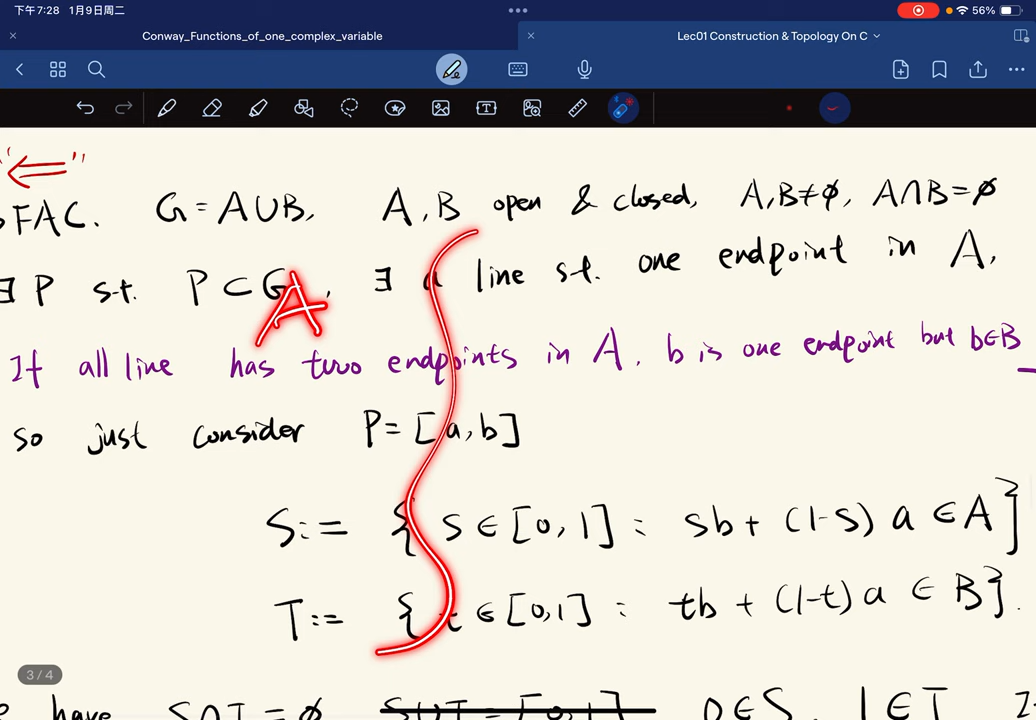 下午7:28 1月9日周二
56%
Conway_Functions_of_one_complex_variable
Lec01 Construction & Topology On C
"⇐"
FAC. G = A∪B, A, B open & closed, A,B≠∅, A∩B=∅
∃ P s.t. P⊂G, ∃ a line st. one endpoint in A,
A
If all line has two endpoints in A, b is one endpoint but b∈B
so just consider P=[a,b]
S:= { s∈[0,1] : sb + (1-s) a ∈A}
T:= { t ∈[0,1] : tb + (1-t) a ∈ B}.
3 / 4
have S∩T=∅ S∪T=[0,1] 0∈S, 1∈T